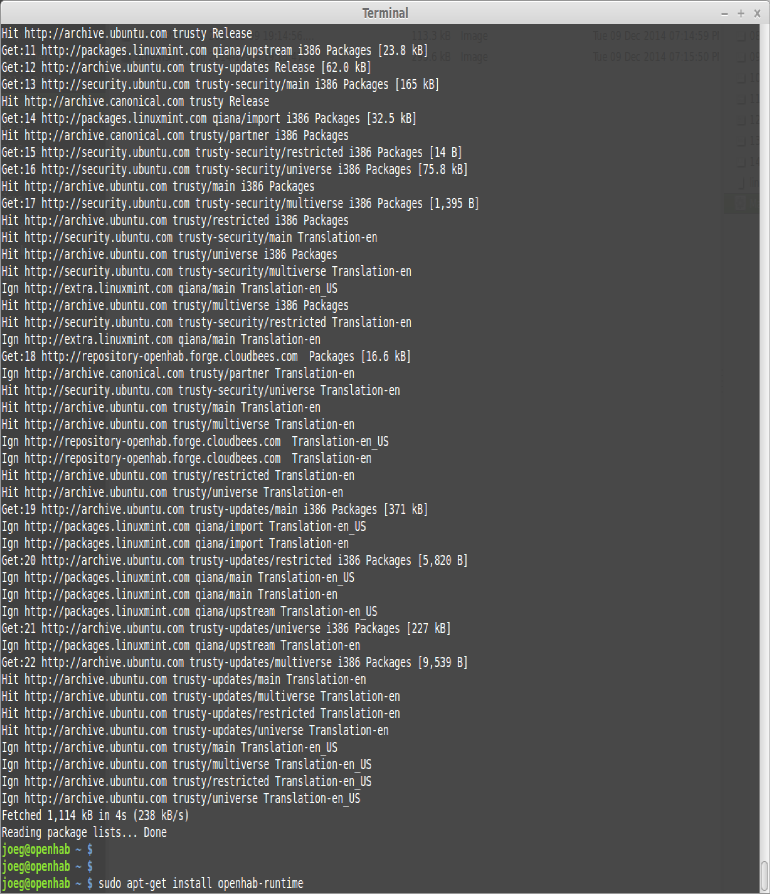 Terminal
Hit http://archive.ubuntu.com trusty Release
Get:11 http://packages.linuxmint.com qiana/upstream i386 Packages [23.8 kB]
Get:12 http://archive.ubuntu.com trusty-updates Release [62.0 kB]
Get:13 http://security.ubuntu.com trusty-security/main i386 Packages [165 kB]
Hit http://archive.canonical.com trusty Release
Get:14 http://packages.linuxmint.com qiana/import i386 Packages [32.5 kB]
Hit http://archive.canonical.com trusty/partner i386 Packages
Get:15 http://security.ubuntu.com trusty-security/restricted i386 Packages [14 B]
Get:16 http://security.ubuntu.com trusty-security/universe i386 Packages [75.8 kB]
Hit http://archive.ubuntu.com trusty/main i386 Packages
Get:17 http://security.ubuntu.com trusty-security/multiverse i386 Packages [1,395 B]
Hit http://archive.ubuntu.com trusty/restricted i386 Packages
Hit http://security.ubuntu.com trusty-security/main Translation-en
Hit http://archive.ubuntu.com trusty/universe i386 Packages
Hit http://security.ubuntu.com trusty-security/multiverse Translation-en
Ign http://extra.linuxmint.com qiana/main Translation-en_US
Hit http://archive.ubuntu.com trusty/multiverse i386 Packages
Hit http://security.ubuntu.com trusty-security/restricted Translation-en
Ign http://extra.linuxmint.com qiana/main Translation-en
Get:18 http://repository-openhab.forge.cloudbees.com  Packages [16.6 kB]
Ign http://archive.canonical.com trusty/partner Translation-en
Hit http://security.ubuntu.com trusty-security/universe Translation-en
Hit http://archive.ubuntu.com trusty/main Translation-en
Hit http://archive.ubuntu.com trusty/multiverse Translation-en
Ign http://repository-openhab.forge.cloudbees.com  Translation-en_US
Ign http://repository-openhab.forge.cloudbees.com  Translation-en
Hit http://archive.ubuntu.com trusty/restricted Translation-en
Hit http://archive.ubuntu.com trusty/universe Translation-en
Get:19 http://archive.ubuntu.com trusty-updates/main i386 Packages [371 kB]
Ign http://packages.linuxmint.com qiana/import Translation-en_US
Ign http://packages.linuxmint.com qiana/import Translation-en
Get:20 http://archive.ubuntu.com trusty-updates/restricted i386 Packages [5,820 B]
Ign http://packages.linuxmint.com qiana/main Translation-en_US
Ign http://packages.linuxmint.com qiana/main Translation-en
Ign http://packages.linuxmint.com qiana/upstream Translation-en_US
Get:21 http://archive.ubuntu.com trusty-updates/universe i386 Packages [227 kB]
Ign http://packages.linuxmint.com qiana/upstream Translation-en
Get:22 http://archive.ubuntu.com trusty-updates/multiverse i386 Packages [9,539 B]
Hit http://archive.ubuntu.com trusty-updates/main Translation-en
Hit http://archive.ubuntu.com trusty-updates/multiverse Translation-en
Hit http://archive.ubuntu.com trusty-updates/restricted Translation-en
Hit http://archive.ubuntu.com trusty-updates/universe Translation-en
Ign http://archive.ubuntu.com trusty/main Translation-en_US
Ign http://archive.ubuntu.com trusty/multiverse Translation-en_US
Ign http://archive.ubuntu.com trusty/restricted Translation-en_US
Ign http://archive.ubuntu.com trusty/universe Translation-en_US
Fetched 1,114 kB in 4s (238 kB/s)
Reading package lists... Done
joeg@openhab ~ $
joeg@openhab ~ $
joeg@openhab ~ $ sudo apt-get install openhab-runtime